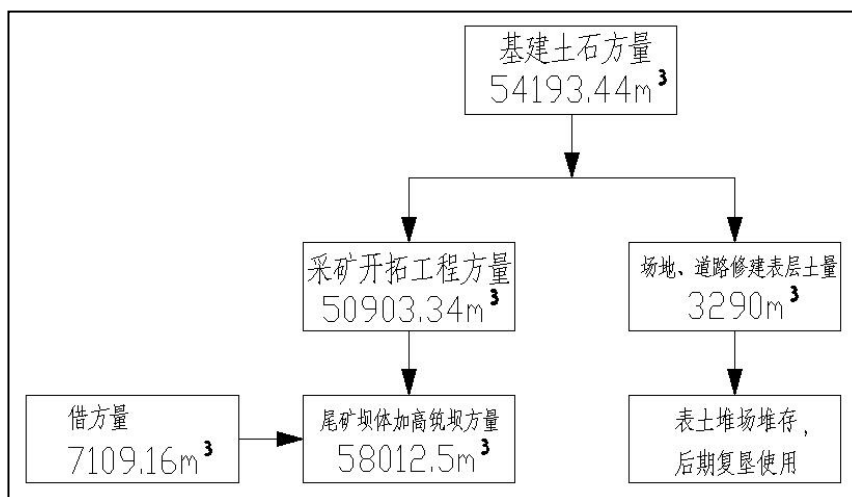 基建土石方量
54193.44m³
采矿开拓工程方量
50903.34m³
场地、道路修建表层土量
3290m³
借方量
7109.16m³
尾矿坝体加高筑坝方量
58012.5m³
表土堆场堆存，
后期复垦使用